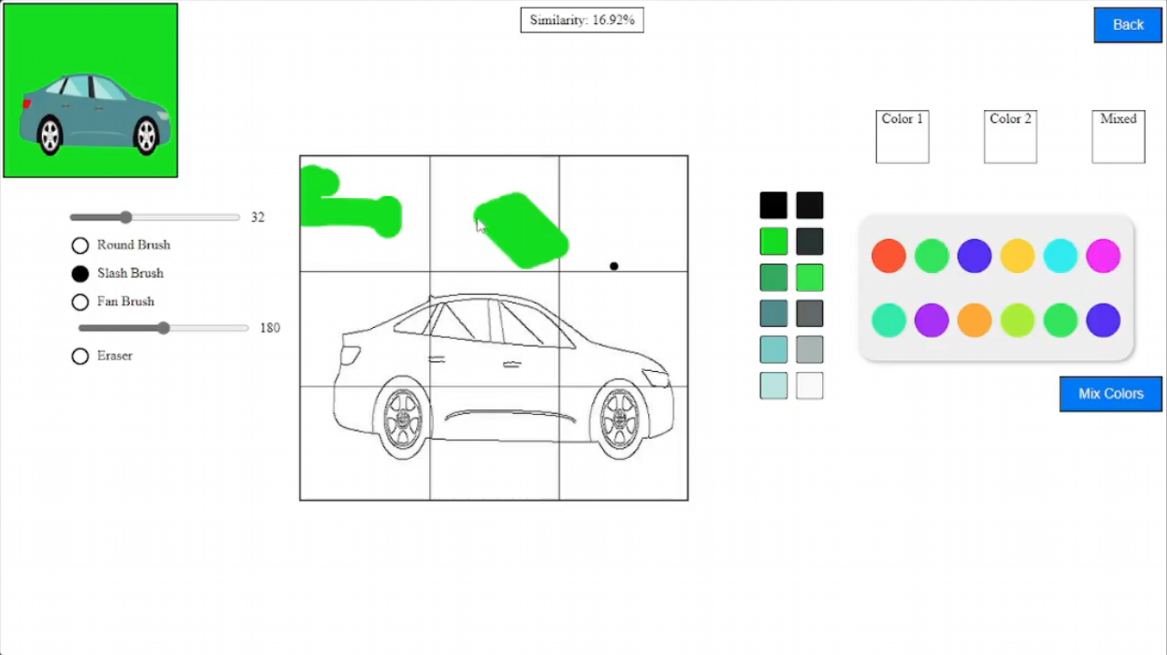 Similarity: 16.92%
Back
Color 1
Color 2
Mixed
32
Round Brush
Slash Brush
Fan Brush
180
Eraser
Mix Colors